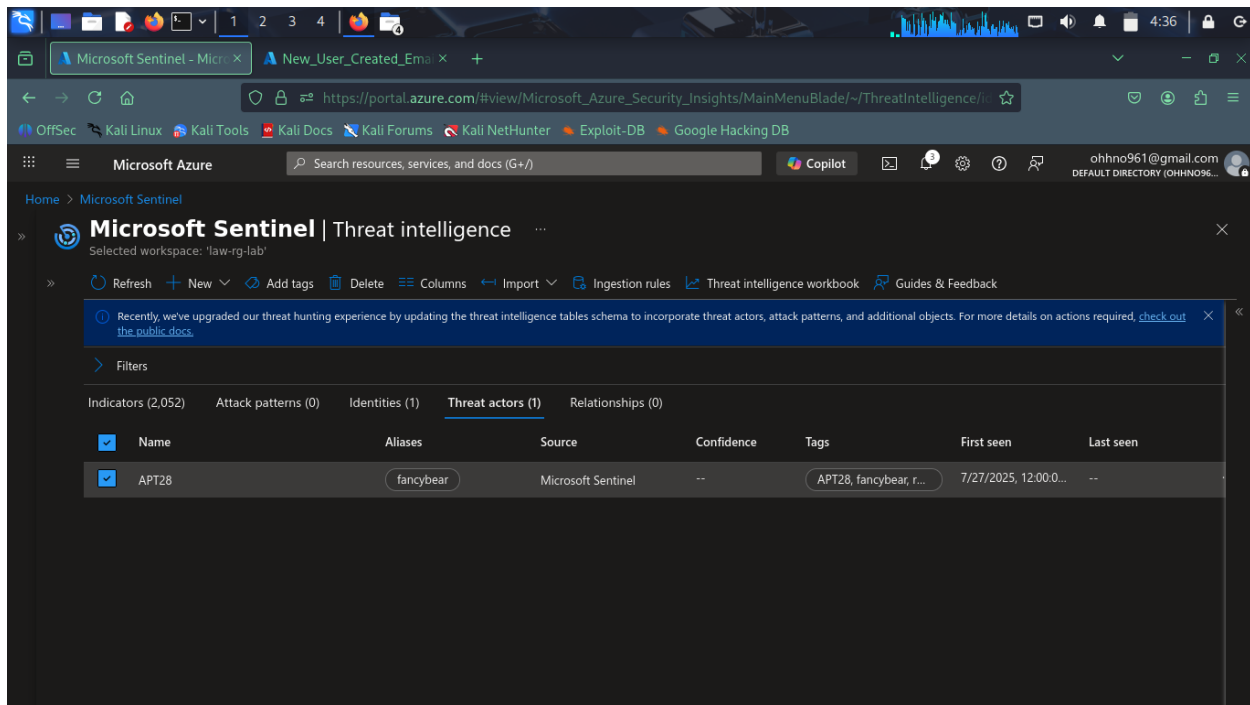 1 2 3 4 4 4:36
Microsoft Sentinel - Micro × New_User_Created_Emai × +
https://portal.azure.com/#view/Microsoft_Azure_Security_Insights/MainMenuBlade/~/ThreatIntelligence/id
OffSec Kali Linux Kali Tools Kali Docs Kali Forums Kali NetHunter Exploit-DB Google Hacking DB
Microsoft Azure Search resources, services, and docs (G+/) Copilot 3 ohhno961@gmail.com
DEFAULT DIRECTORY (OHHNO96...
Home > Microsoft Sentinel
Microsoft Sentinel | Threat intelligence ...
Selected workspace: 'law-rg-lab'
Refresh New Add tags Delete Columns Import Ingestion rules Threat intelligence workbook Guides & Feedback
Recently, we've upgraded our threat hunting experience by updating the threat intelligence tables schema to incorporate threat actors, attack patterns, and additional objects. For more details on actions required, check out
the public docs.
Filters
Indicators (2,052) Attack patterns (0) Identities (1) Threat actors (1) Relationships (0)
Name Aliases Source Confidence Tags First seen Last seen
APT28 fancybear Microsoft Sentinel -- APT28, fancybear, r... 7/27/2025, 12:00:0... --